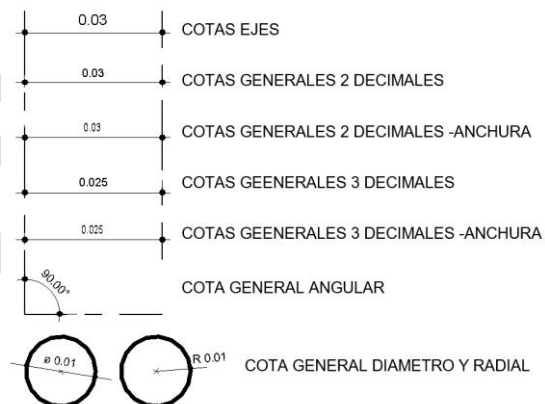 0.03 COTAS EJES
0.03 COTAS GENERALES 2 DECIMALES
0.03 COTAS GENERALES 2 DECIMALES -ANCHURA
0.025 COTAS GEENERALES 3 DECIMALES
0.025 COTAS GEENERALES 3 DECIMALES -ANCHURA
90.00° COTA GENERAL ANGULAR
ø 0.01 R 0.01 COTA GENERAL DIAMETRO Y RADIAL